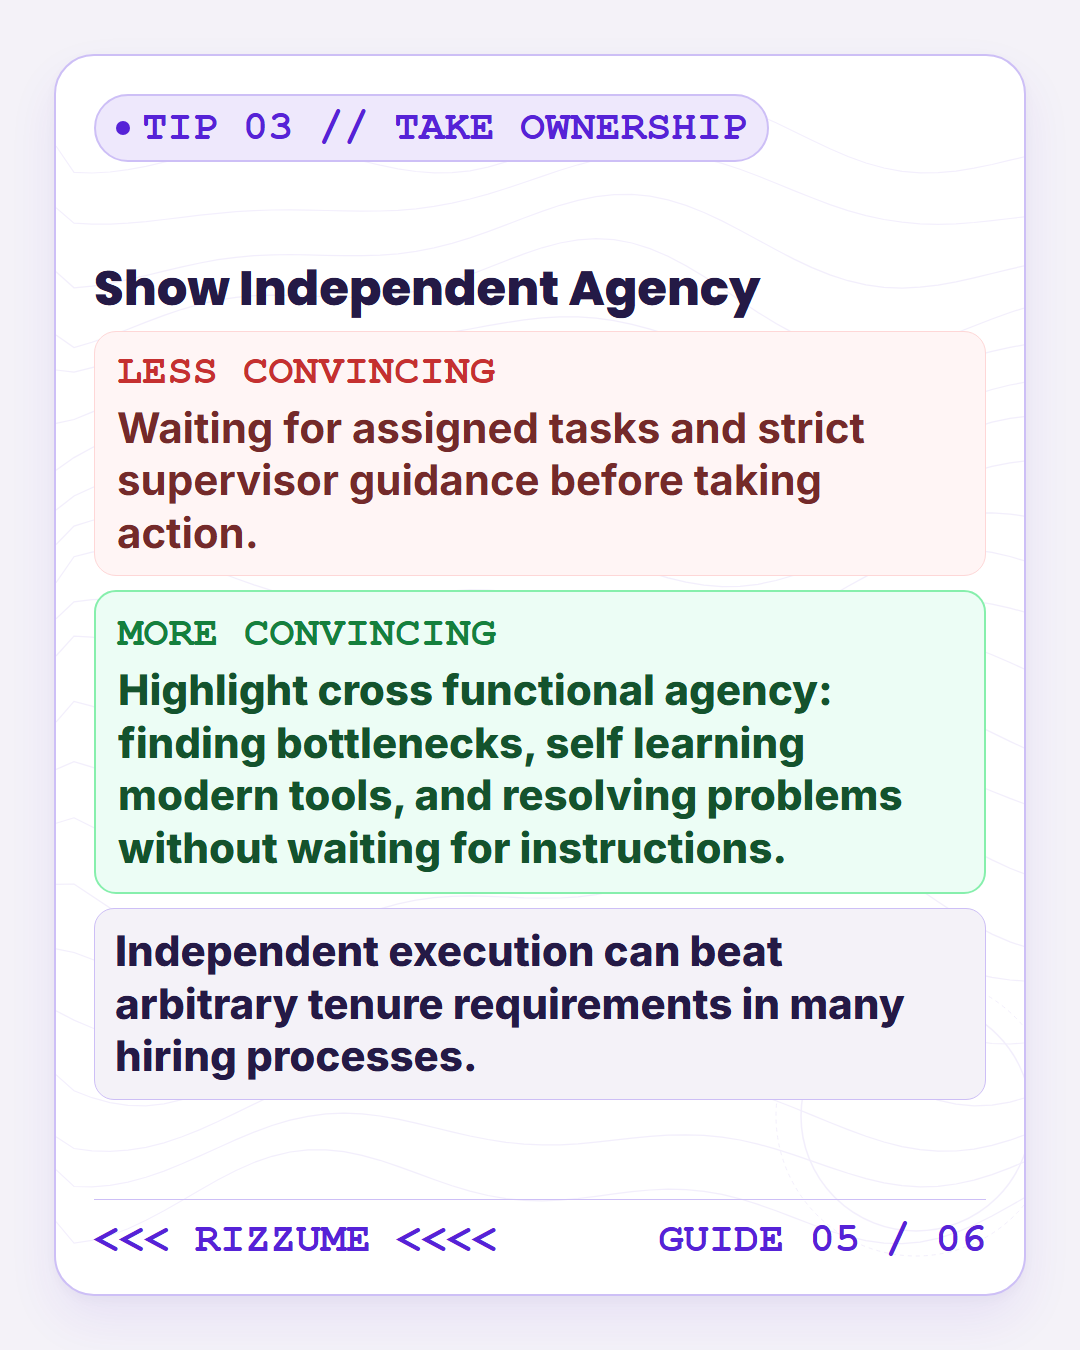 • TIP 03 // TAKE OWNERSHIP
Show Independent Agency
LESS CONVINCING
Waiting for assigned tasks and strict
supervisor guidance before taking
action.
MORE CONVINCING
Highlight cross functional agency:
finding bottlenecks, self learning
modern tools, and resolving problems
without waiting for instructions.
Independent execution can beat
arbitrary tenure requirements in many
hiring processes.
<<< RIZZUME <<<<
GUIDE 05 / 06